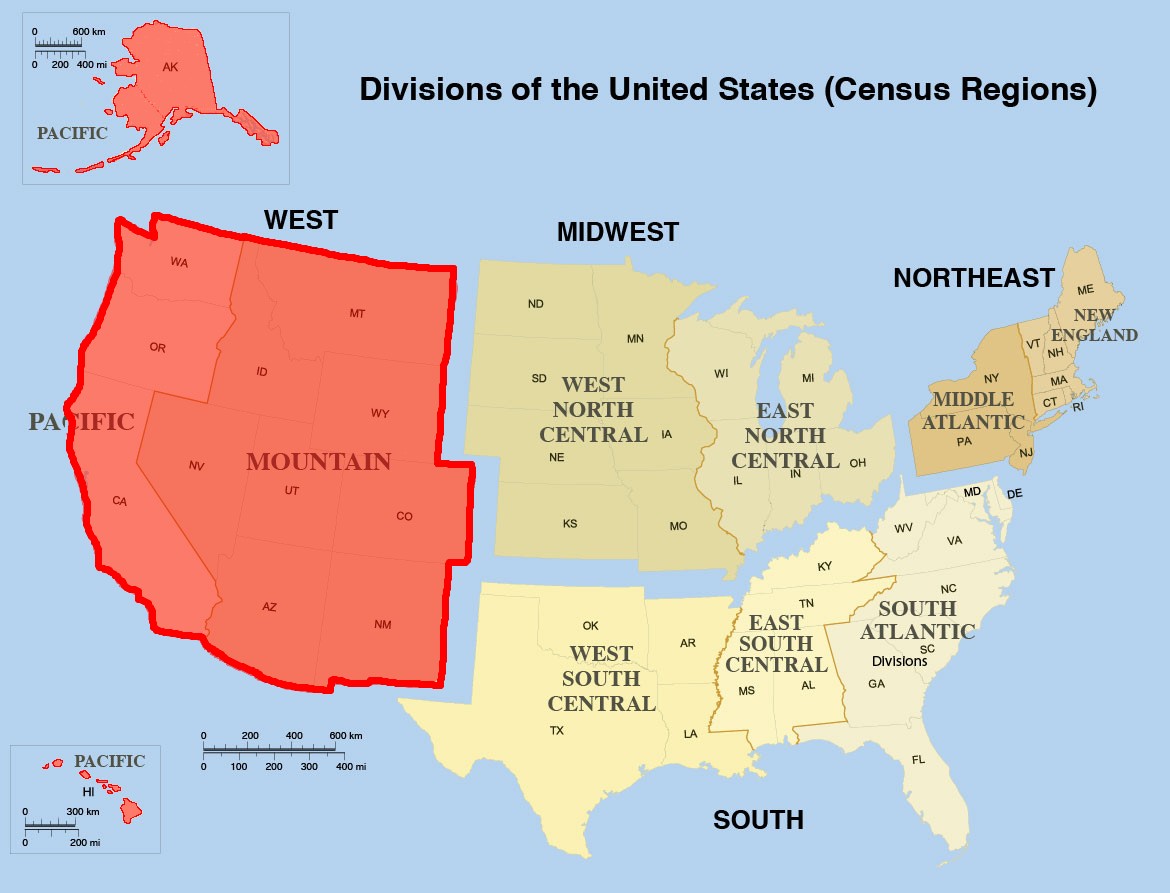 0 600 km
0 200 400 mi
AK
PACIFIC
Divisions of the United States (Census Regions)
WEST
MIDWEST
NORTHEAST
WA
OR
MT
ID
WY
PACIFIC
NV
MOUNTAIN
UT
CA
CO
AZ
NM
ND
MN
SD
WEST
NORTH
CENTRAL
IA
NE
KS
MO
WI
MI
EAST
NORTH
CENTRAL
IL
IN
OH
ME
NEW
ENGLAND
VT
NH
MA
CT
RI
NY
MIDDLE
ATLANTIC
PA
NJ
MD
DE
WV
VA
KY
NC
TN
SOUTH
ATLANTIC
SC
Divisions
GA
FL
EAST
SOUTH
CENTRAL
MS
AL
OK
AR
WEST
SOUTH
CENTRAL
TX
LA
0 200 400 600 km
0 100 200 300 400 mi
PACIFIC
HI
0 300 km
0 200 mi
SOUTH